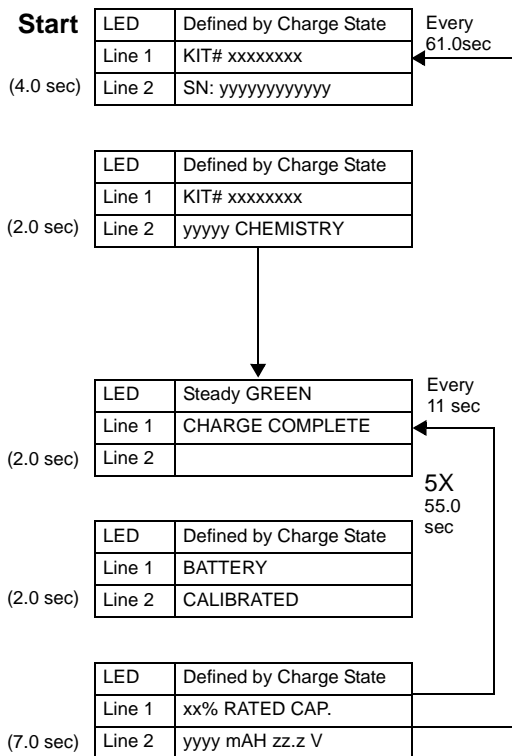 Start
LED Defined by Charge State
Every
61.0sec
Line 1 KIT# xxxxxxxx
(4.0 sec) Line 2 SN: yyyyyyyyyyyy
LED Defined by Charge State
Line 1 KIT# xxxxxxxx
(2.0 sec) Line 2 yyyyy CHEMISTRY
LED Steady GREEN
Every
11 sec
Line 1 CHARGE COMPLETE
(2.0 sec) Line 2
5X
55.0
sec
LED Defined by Charge State
Line 1 BATTERY
(2.0 sec) Line 2 CALIBRATED
LED Defined by Charge State
Line 1 xx% RATED CAP.
(7.0 sec) Line 2 yyyy mAH zz.z V